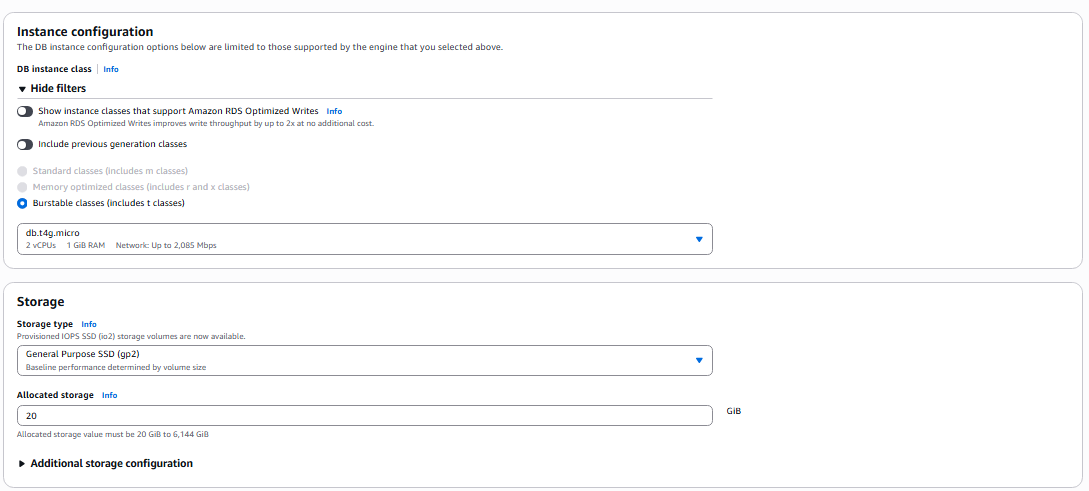 Instance configuration
The DB instance configuration options below are limited to those supported by the engine that you selected above.
DB instance class Info
Hide filters
Show instance classes that support Amazon RDS Optimized Writes Info
Amazon RDS Optimized Writes improves write throughput by up to 2x at no additional cost.
Include previous generation classes
Standard classes (includes m classes)
Memory optimized classes (includes r and x classes)
Burstable classes (includes t classes)
db.t4g.micro
2 vCPUs 1 GiB RAM Network: Up to 2,085 Mbps
Storage
Storage type Info
Provisioned IOPS SSD (io2) storage volumes are now available.
General Purpose SSD (gp2)
Baseline performance determined by volume size
Allocated storage Info
20 GiB
Allocated storage value must be 20 GiB to 6,144 GiB
Additional storage configuration